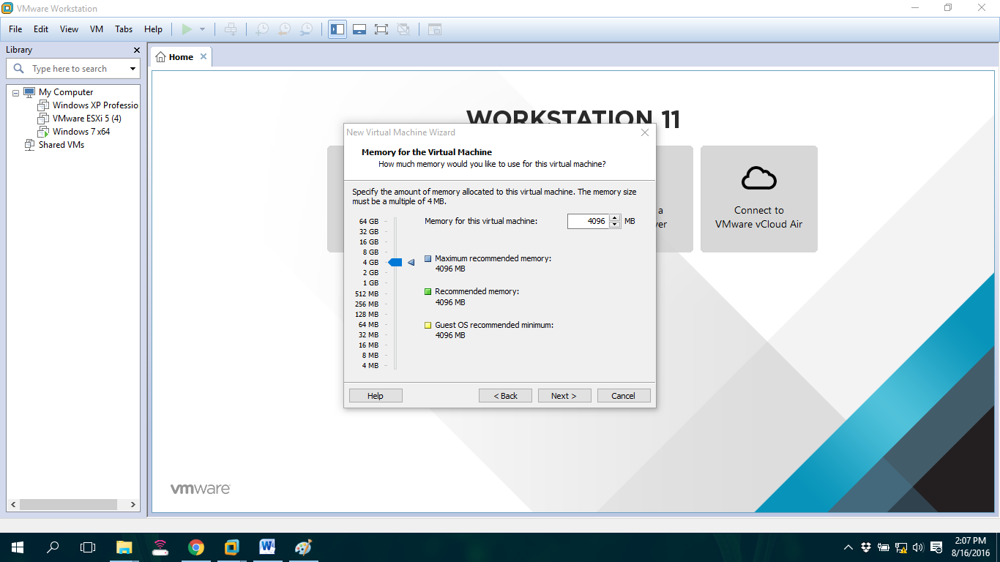 VMware Workstation
File Edit View VM Tabs Help
Library
Type here to search
My Computer
Windows XP Professio
VMware ESXi 5 (4)
Windows 7 x64
Shared VMs
Home
WORKSTATION 11
New Virtual Machine Wizard
Memory for the Virtual Machine
How much memory would you like to use for this virtual machine?
Specify the amount of memory allocated to this virtual machine. The memory size
must be a multiple of 4 MB.
64 GB
32 GB
16 GB
8 GB
4 GB
2 GB
1 GB
512 MB
256 MB
128 MB
64 MB
32 MB
16 MB
8 MB
4 MB
Memory for this virtual machine: 4096 MB
Maximum recommended memory:
4096 MB
Recommended memory:
4096 MB
Guest OS recommended minimum:
4096 MB
Help < Back Next > Cancel
a
ver
Connect to
VMware vCloud Air
vmware
2:07 PM
8/16/2016